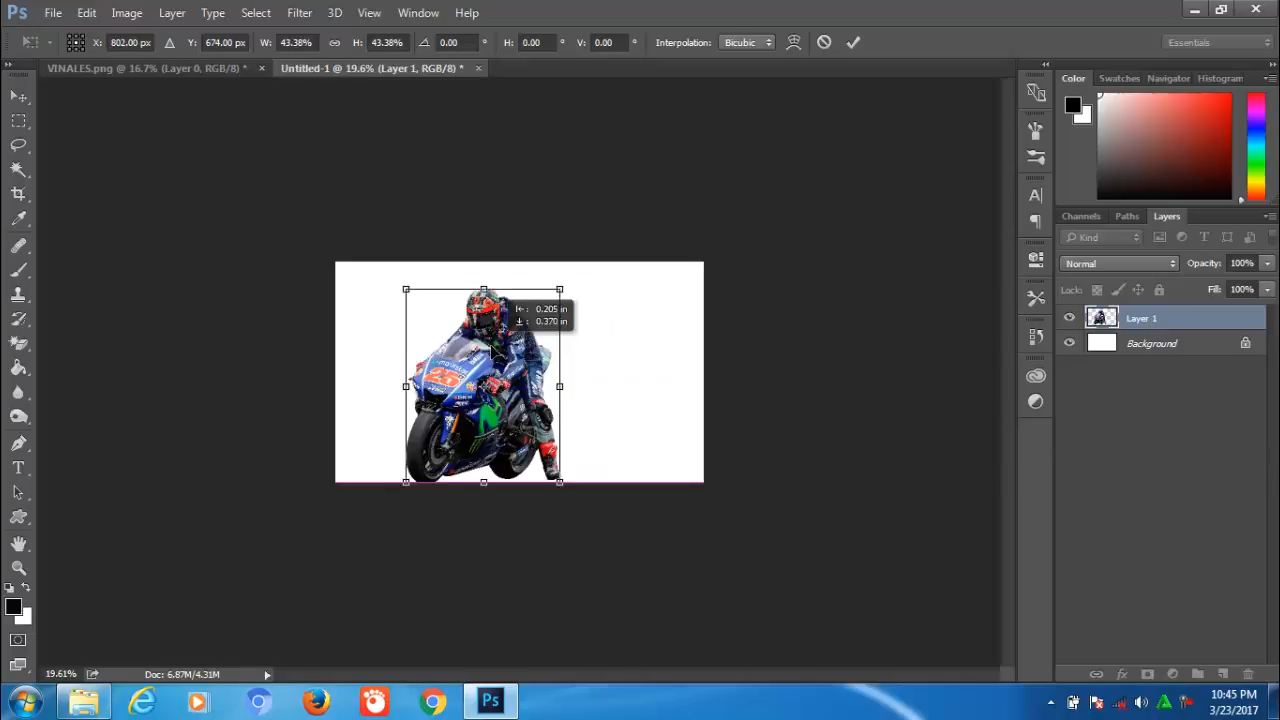 Ps File Edit Image Layer Type Select Filter 3D View Window Help
X: 802.00 px Y: 674.00 px W: 43.38% H: 43.38% 0.00 ° H: 0.00 ° V: 0.00 ° Interpolation: Bicubic Essentials
VINALES.png @ 16.7% (Layer 0, RGB/8) * × Untitled-1 @ 19.6% (Layer 1, RGB/8) * ×
Color Swatches Navigator Histogram
Channels Paths Layers
Kind
Normal Opacity: 100%
Lock: Fill: 100%
Layer 1
Background
: 0.205 in
: 0.370 in
25
19.61% Doc: 6.87M/4.31M
Ps 10:45 PM
3/23/2017